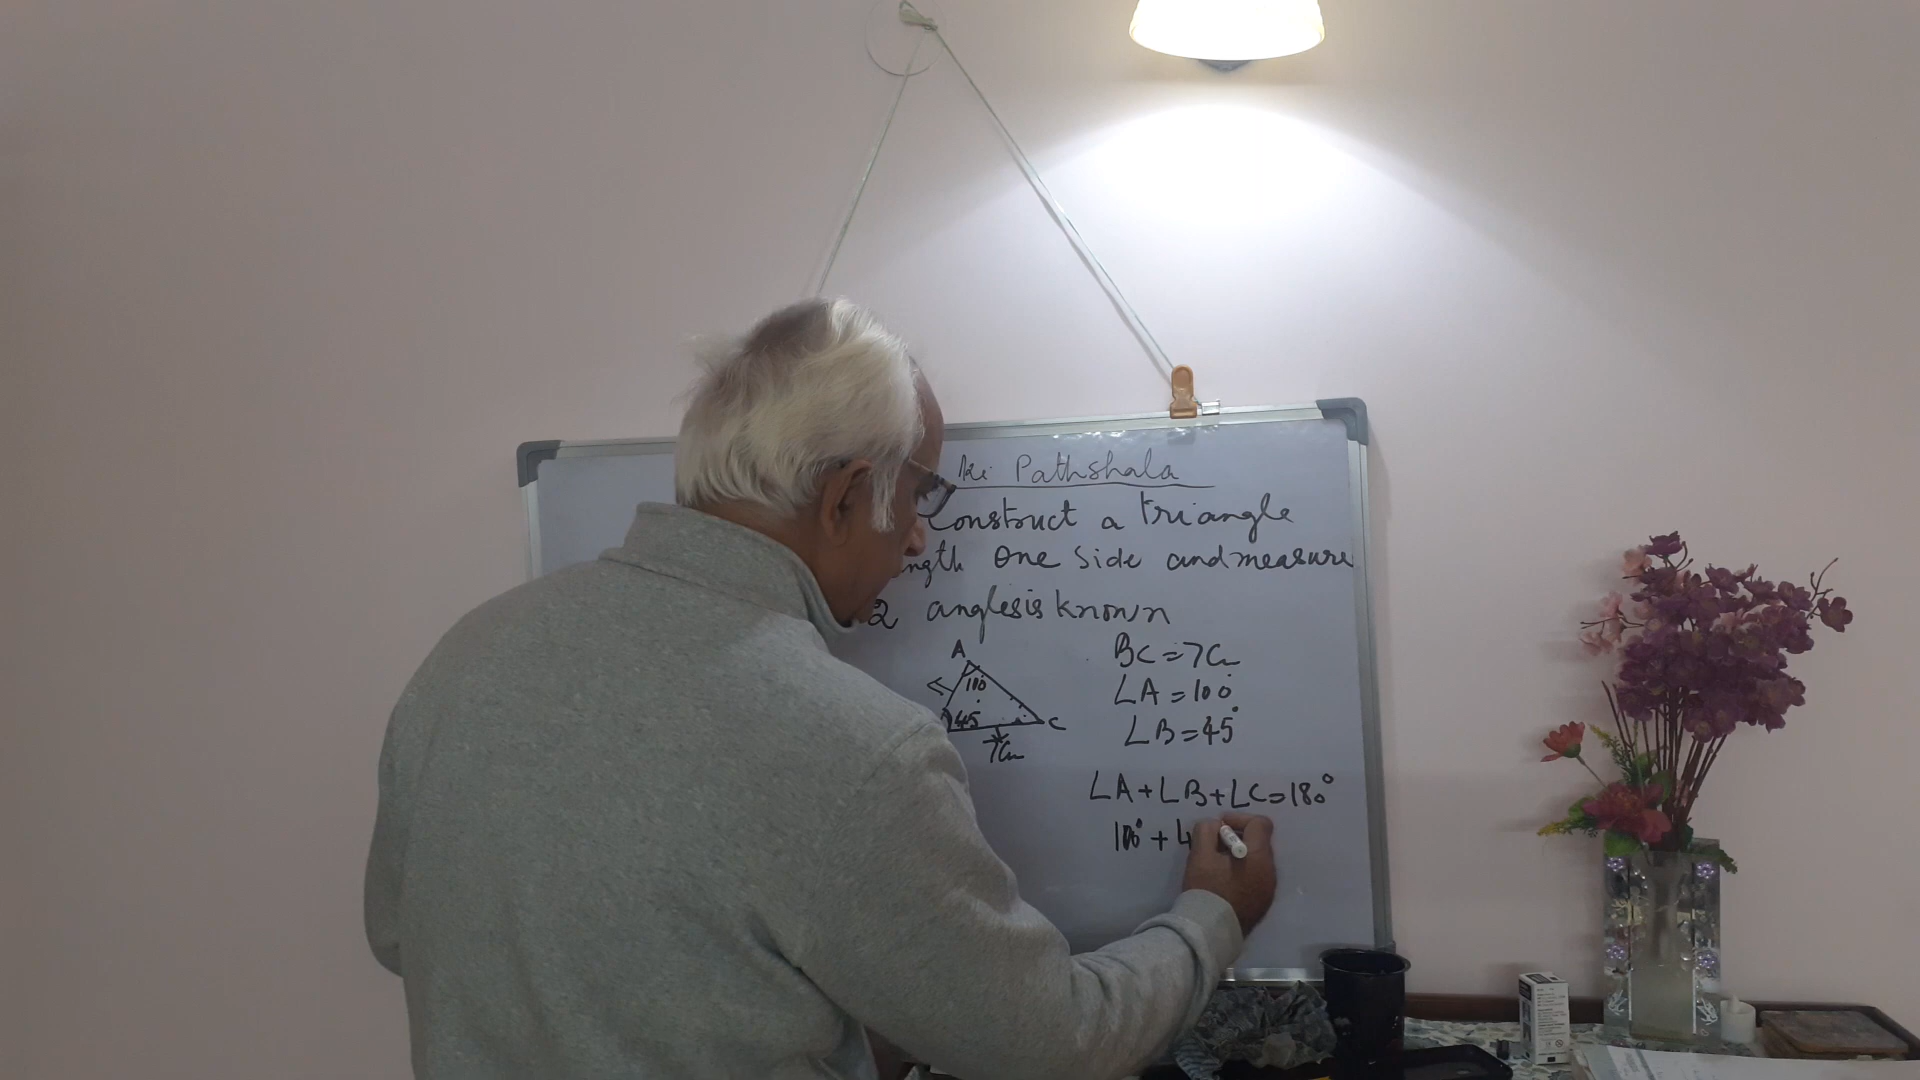 ki Pathshala
Construct a triangle
ngth one side and measure
2 angles is known
A
100°
45°
C
7Cm
BC=7Cm
∠A=100°
∠B=45°
∠A+∠B+∠C=180°
100°+4